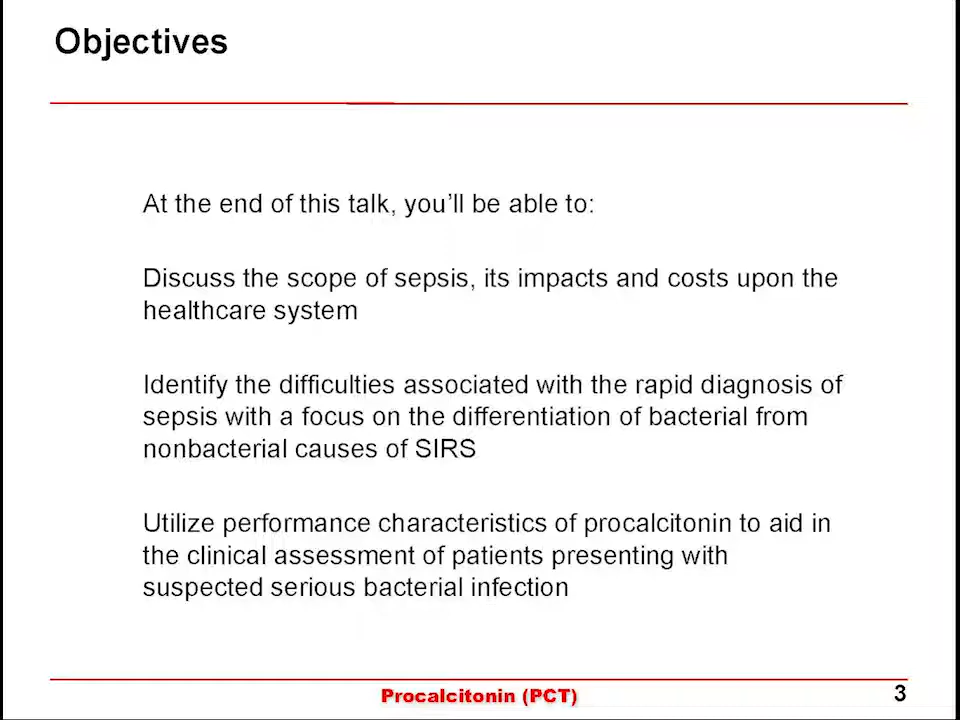 Objectives
At the end of this talk, you'll be able to:
Discuss the scope of sepsis, its impacts and costs upon the
healthcare system
Identify the difficulties associated with the rapid diagnosis of
sepsis with a focus on the differentiation of bacterial from
nonbacterial causes of SIRS
Utilize performance characteristics of procalcitonin to aid in
the clinical assessment of patients presenting with
suspected serious bacterial infection
Procalcitonin (PCT)
3